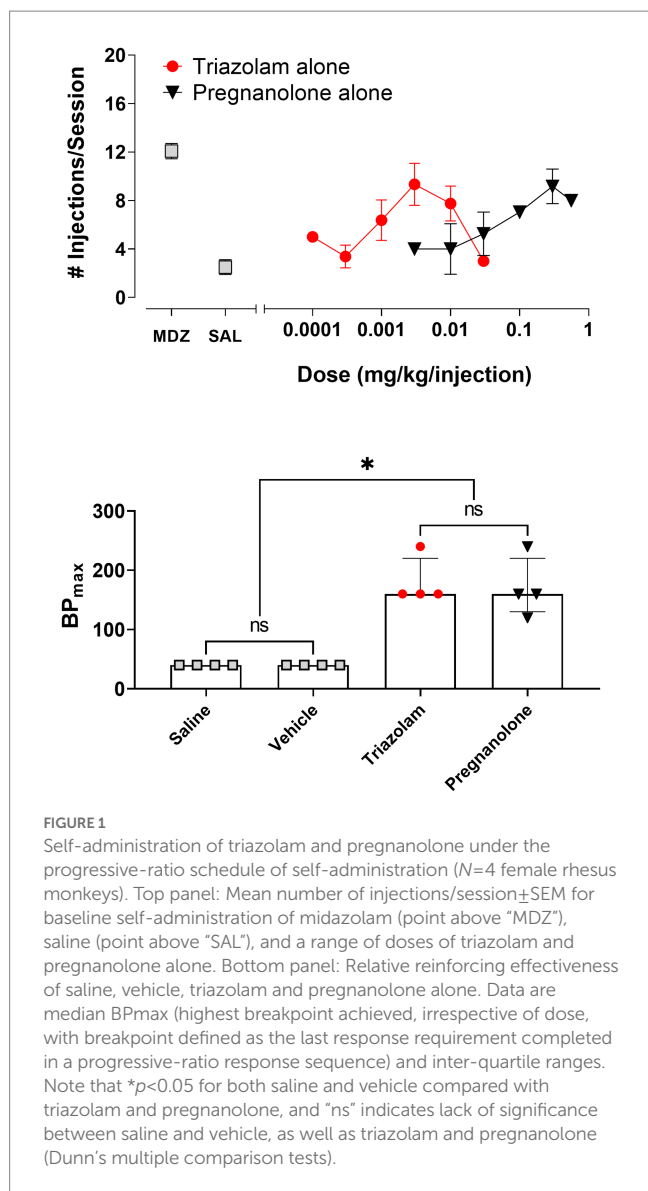 Triazolam alone
Pregnanolone alone
# Injections/Session
20
16
12
8
4
0
MDZ SAL 0.0001 0.001 0.01 0.1 1
Dose (mg/kg/injection)
*
ns
ns
BPmax
300
200
100
0
Saline Vehicle Triazolam Pregnanolone
FIGURE 1
Self-administration of triazolam and pregnanolone under the
progressive-ratio schedule of self-administration (N=4 female rhesus
monkeys). Top panel: Mean number of injections/session±SEM for
baseline self-administration of midazolam (point above “MDZ”),
saline (point above “SAL”), and a range of doses of triazolam and
pregnanolone alone. Bottom panel: Relative reinforcing effectiveness
of saline, vehicle, triazolam and pregnanolone alone. Data are
median BPmax (highest breakpoint achieved, irrespective of dose,
with breakpoint defined as the last response requirement completed
in a progressive-ratio response sequence) and inter-quartile ranges.
Note that *p<0.05 for both saline and vehicle compared with
triazolam and pregnanolone, and “ns” indicates lack of significance
between saline and vehicle, as well as triazolam and pregnanolone
(Dunn’s multiple comparison tests).